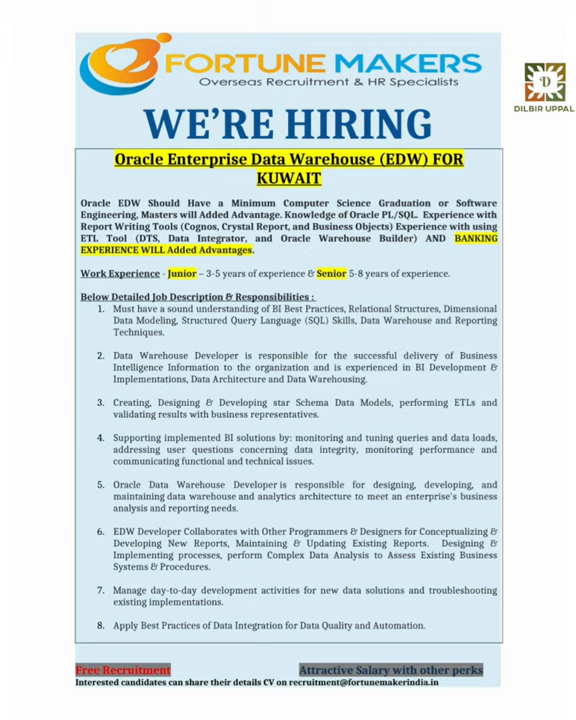 FORTUNE MAKERS
Overseas Recruitment & HR Specialists
D
DILBIR UPPAL
WE'RE HIRING
Oracle Enterprise Data Warehouse (EDW) FOR
KUWAIT
Oracle EDW Should Have a Minimum Computer Science Graduation or Software
Engineering, Masters will Added Advantage. Knowledge of Oracle PL/SQL. Experience with
Report Writing Tools (Cognos, Crystal Report, and Business Objects) Experience with using
ETL Tool (DTS, Data Integrator, and Oracle Warehouse Builder) AND BANKING
EXPERIENCE WILL Added Advantages.
Work Experience - Junior – 3-5 years of experience & Senior 5-8 years of experience.
Below Detailed Job Description & Responsibilities :
1. Must have a sound understanding of BI Best Practices, Relational Structures, Dimensional
Data Modeling, Structured Query Language (SQL) Skills, Data Warehouse and Reporting
Techniques.
2. Data Warehouse Developer is responsible for the successful delivery of Business
Intelligence Information to the organization and is experienced in BI Development &
Implementations, Data Architecture and Data Warehousing.
3. Creating, Designing & Developing star Schema Data Models, performing ETLs and
validating results with business representatives.
4. Supporting implemented BI solutions by: monitoring and tuning queries and data loads,
addressing user questions concerning data integrity, monitoring performance and
communicating functional and technical issues.
5. Oracle Data Warehouse Developer is responsible for designing, developing, and
maintaining data warehouse and analytics architecture to meet an enterprise's business
analysis and reporting needs.
6. EDW Developer Collaborates with Other Programmers & Designers for Conceptualizing &
Developing New Reports, Maintaining & Updating Existing Reports. Designing &
Implementing processes, perform Complex Data Analysis to Assess Existing Business
Systems & Procedures.
7. Manage day-to-day development activities for new data solutions and troubleshooting
existing implementations.
8. Apply Best Practices of Data Integration for Data Quality and Automation.
Free Recruitment Attractive Salary with other perks
Interested candidates can share their details CV on recruitment@fortunemakerindia.in